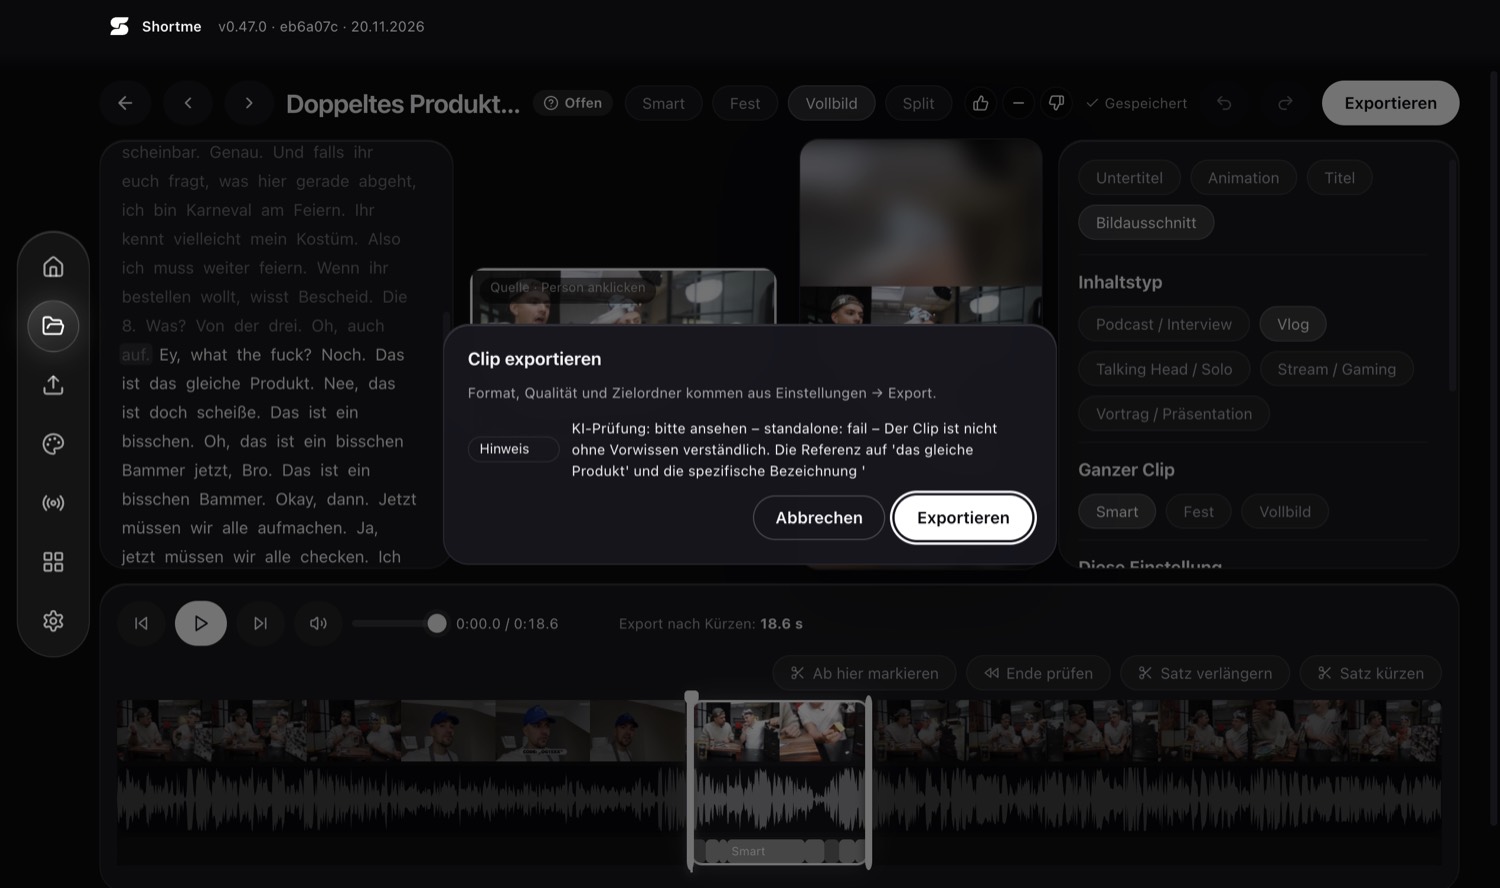 Shortme v0.47.0 · eb6a07c · 20.11.2026
Doppeltes Produkt...
Offen
Smart
Fest
Vollbild
Split
Gespeichert
Exportieren
scheinbar. Genau. Und falls ihr
euch fragt, was hier gerade abgeht,
ich bin Karneval am Feiern. Ihr
kennt vielleicht mein Kostüm. Also
ich muss weiter feiern. Wenn ihr
bestellen wollt, wisst Bescheid. Die
8. Was? Von der drei. Oh, auch
auf. Ey, what the fuck? Noch. Das
ist das gleiche Produkt. Nee, das
ist doch scheiße. Das ist ein
bisschen. Oh, das ist ein bisschen
Bammer jetzt, Bro. Das ist ein
bisschen Bammer. Okay, dann. Jetzt
müssen wir alle aufmachen. Ja,
jetzt müssen wir alle checken. Ich
Quelle · Person anklicken
Clip exportieren
Format, Qualität und Zielordner kommen aus Einstellungen → Export.
Hinweis
KI-Prüfung: bitte ansehen – standalone: fail – Der Clip ist nicht
ohne Vorwissen verständlich. Die Referenz auf 'das gleiche
Produkt' und die spezifische Bezeichnung '
Abbrechen
Exportieren
Untertitel
Animation
Titel
Bildausschnitt
Inhaltstyp
Podcast / Interview
Vlog
Talking Head / Solo
Stream / Gaming
Vortrag / Präsentation
Ganzer Clip
Smart
Fest
Vollbild
Diese Einstellung
0:00.0 / 0:18.6
Export nach Kürzen: 18.6 s
Ab hier markieren
Ende prüfen
Satz verlängern
Satz kürzen
Smart